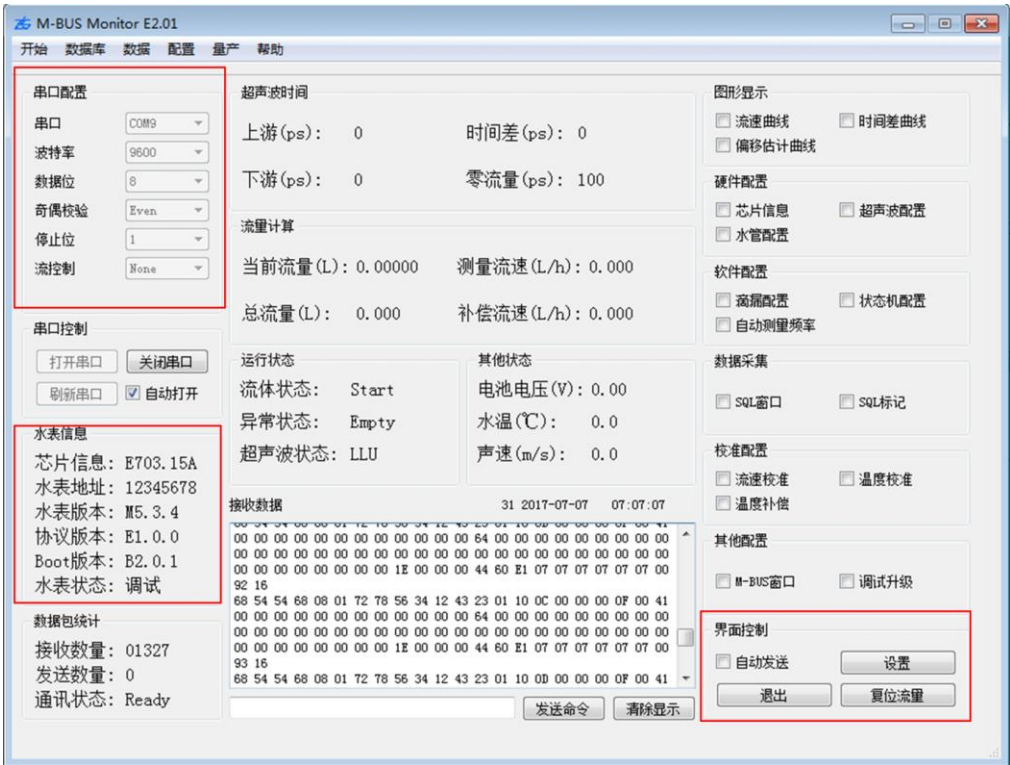 M-BUS Monitor E2.01
开始 数据库 数据 配置 量产 帮助
串口配置
串口 COM9
波特率 9600
数据位 8
奇偶校验 Even
停止位 1
流控制 None
串口控制
打开串口 关闭串口
刷新串口 自动打开
水表信息
芯片信息: E703.15A
水表地址: 12345678
水表版本: M5.3.4
协议版本: E1.0.0
Boot版本: B2.0.1
水表状态: 调试
数据包统计
接收数量: 01327
发送数量: 0
通讯状态: Ready
超声波时间
上游(ps): 0 时间差(ps): 0
下游(ps): 0 零流量(ps): 100
流量计算
当前流量(L): 0.00000 测量流速(L/h): 0.000
总流量(L): 0.000 补偿流速(L/h): 0.000
运行状态
流体状态: Start
异常状态: Empty
超声波状态: LLU
其他状态
电池电压(V): 0.00
水温(℃): 0.0
声速(m/s): 0.0
接收数据 31 2017-07-07 07:07:07
00 00 00 00 00 00 00 00 00 00 00 00 64 00 00 00 00 00 00 00 00
00 00 00 00 00 00 00 00 00 00 00 00 00 00 00 00 00 00 00 00 00
00 00 00 00 00 00 00 00 1E 00 00 00 44 60 E1 07 07 07 07 07 00
92 16
68 54 54 68 08 01 72 78 56 34 12 43 23 01 10 0C 00 00 00 0F 00 41
00 00 00 00 00 00 00 00 00 00 00 00 64 00 00 00 00 00 00 00 00
00 00 00 00 00 00 00 00 00 00 00 00 00 00 00 00 00 00 00 00 00
00 00 00 00 00 00 00 00 1E 00 00 00 44 60 E1 07 07 07 07 07 00
93 16
68 54 54 68 08 01 72 78 56 34 12 43 23 01 10 0D 00 00 00 0F 00 41
发送命令 清除显示
图形显示
流速曲线 时间差曲线
偏移估计曲线
硬件配置
芯片信息 超声波配置
水管配置
软件配置
滴漏配置 状态机配置
自动测量频率
数据采集
SQL窗口 SQL标记
校准配置
流速校准 温度校准
温度补偿
其他配置
M-BUS窗口 调试升级
界面控制
自动发送 设置
退出 复位流量